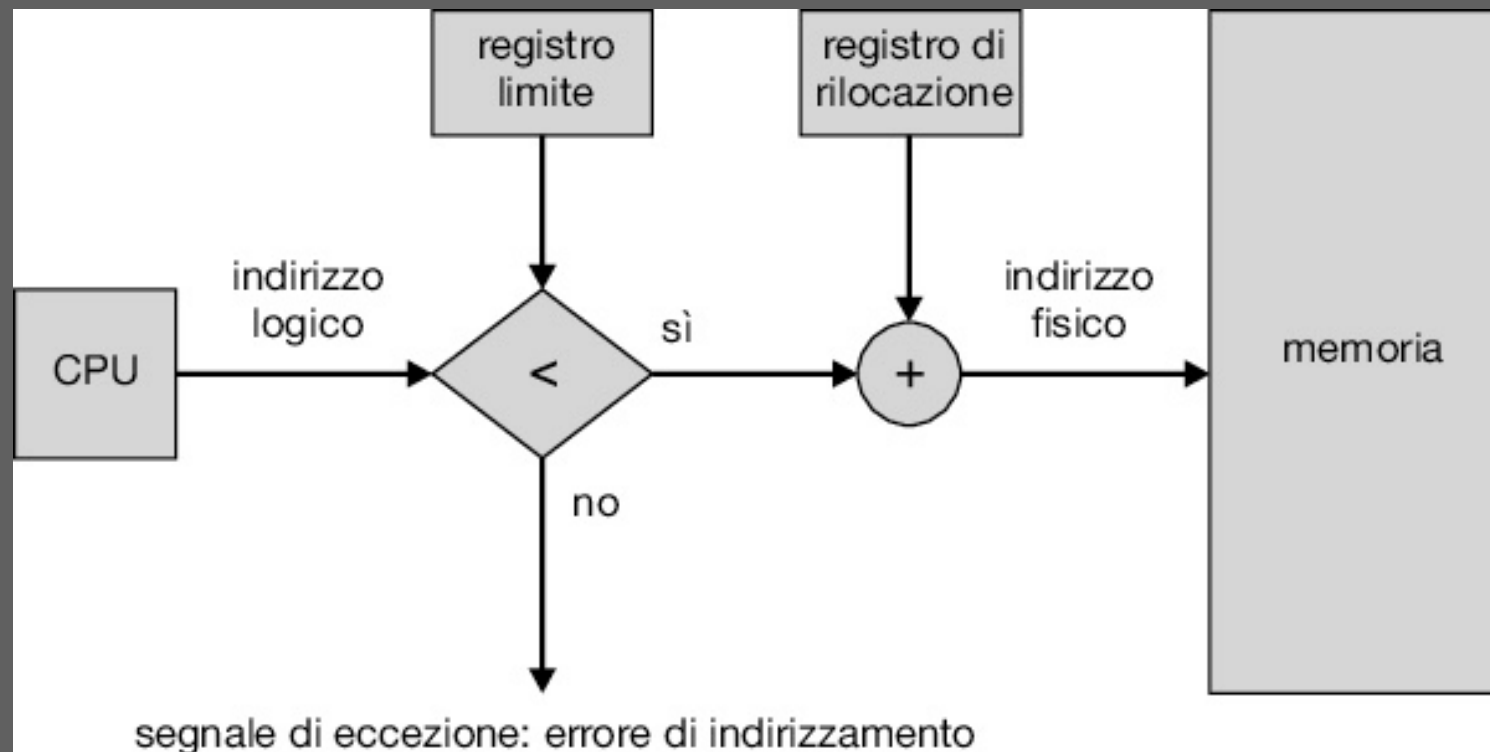 registro
limite
registro di
rilocazione
indirizzo
logico
sì
indirizzo
fisico
CPU
<
+
memoria
no
segnale di eccezione: errore di indirizzamento